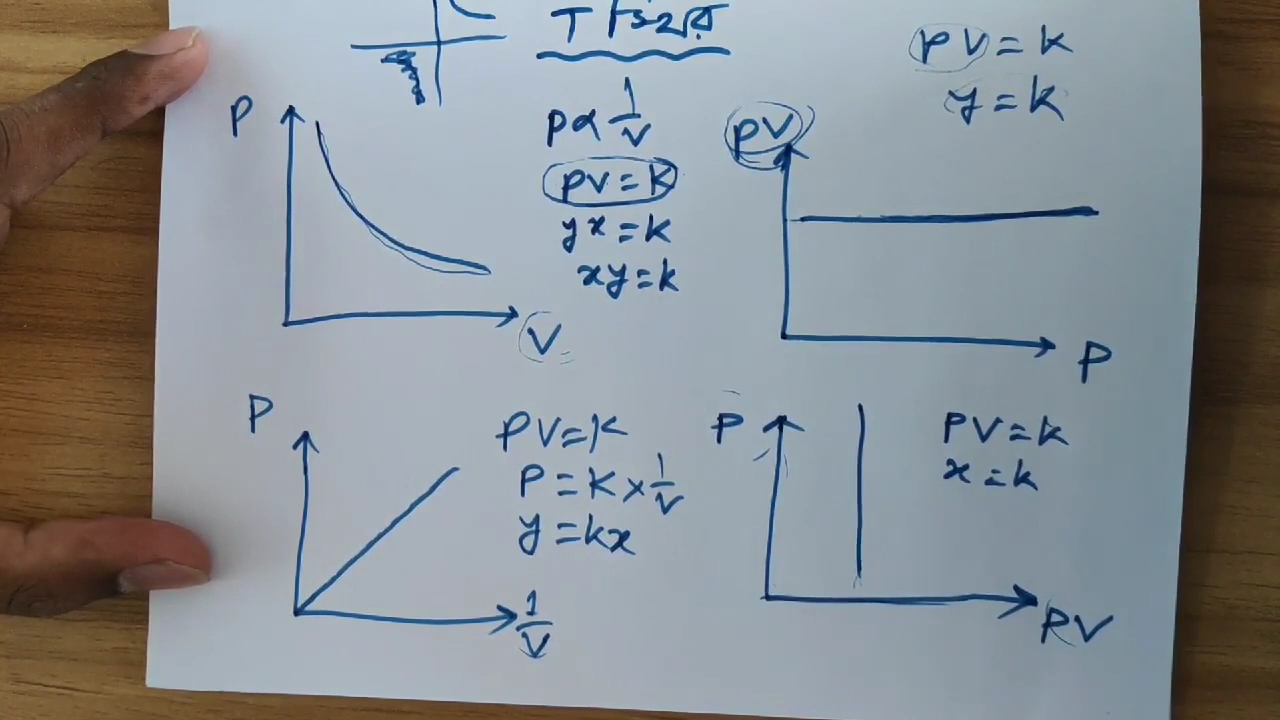 T স্থির
P
P ∝ 1/V
PV = K
yx = k
xy = k
V
PV = K
y = k
PV
P
P
PV = K
P = K × 1/V
y = kx
1/V
P
PV = k
x = k
PV